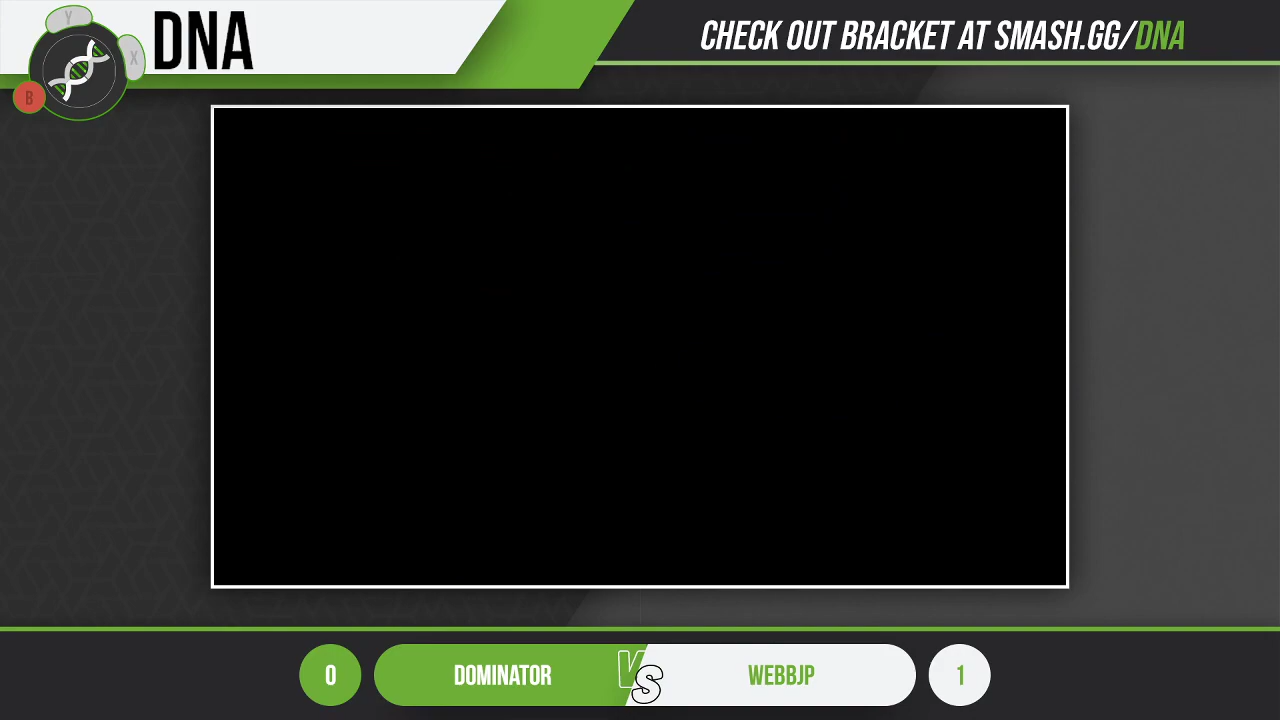 Y
X
B
DNA
CHECK OUT BRACKET AT SMASH.GG/DNA
0
DOMINATOR
VS
WEBBJP
1